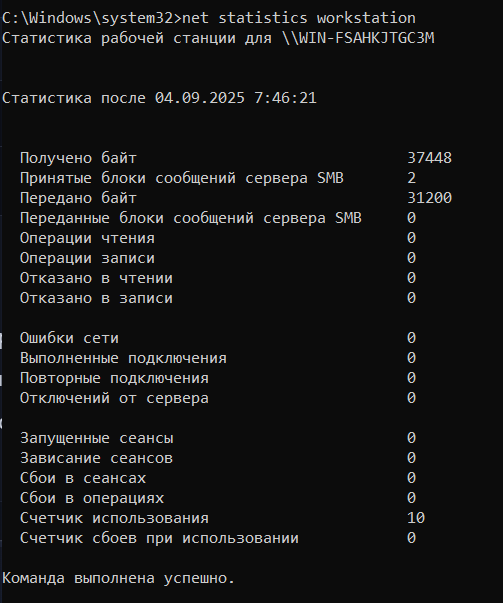 C:\Windows\system32>net statistics workstation
Статистика рабочей станции для \\WIN-FSAHKJTGC3M
Статистика после 04.09.2025 7:46:21
Получено байт 37448
Принятые блоки сообщений сервера SMB 2
Передано байт 31200
Переданные блоки сообщений сервера SMB 0
Операции чтения 0
Операции записи 0
Отказано в чтении 0
Отказано в записи 0
Ошибки сети 0
Выполненные подключения 0
Повторные подключения 0
Отключений от сервера 0
Запущенные сеансы 0
Зависание сеансов 0
Сбои в сеансах 0
Сбои в операциях 0
Счетчик использования 10
Счетчик сбоев при использовании 0
Команда выполнена успешно.